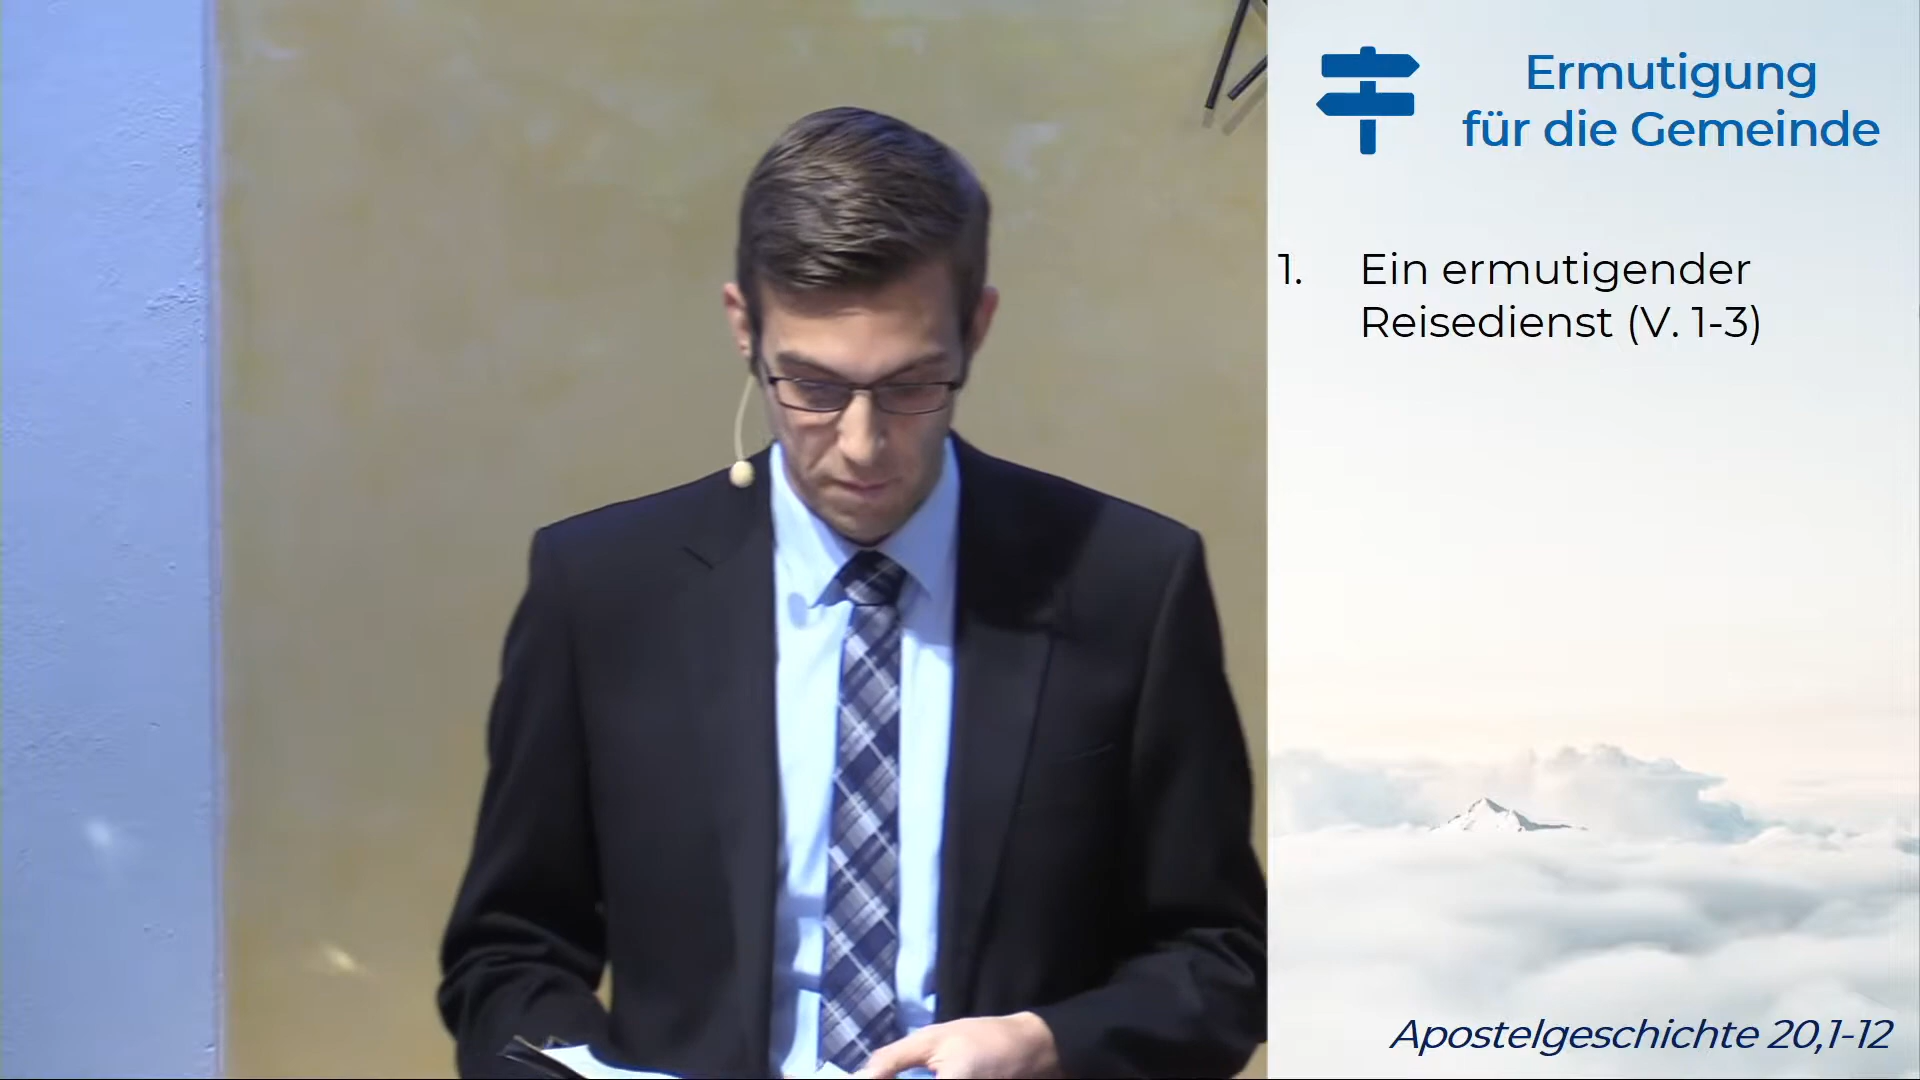 Ermutigung
für die Gemeinde
1. Ein ermutigender
Reisedienst (V. 1-3)
Apostelgeschichte 20,1-12